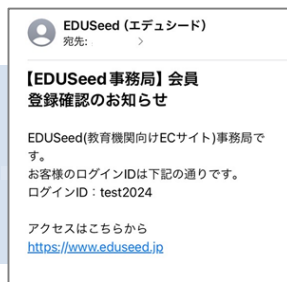 EDUSeed（エデュシード）
宛先:
【EDUSeed事務局】会員
登録確認のお知らせ
EDUSeed(教育機関向けECサイト)事務局で
す。
お客様のログインIDは下記の通りです。
ログインID：test2024
アクセスはこちらから
https://www.eduseed.jp